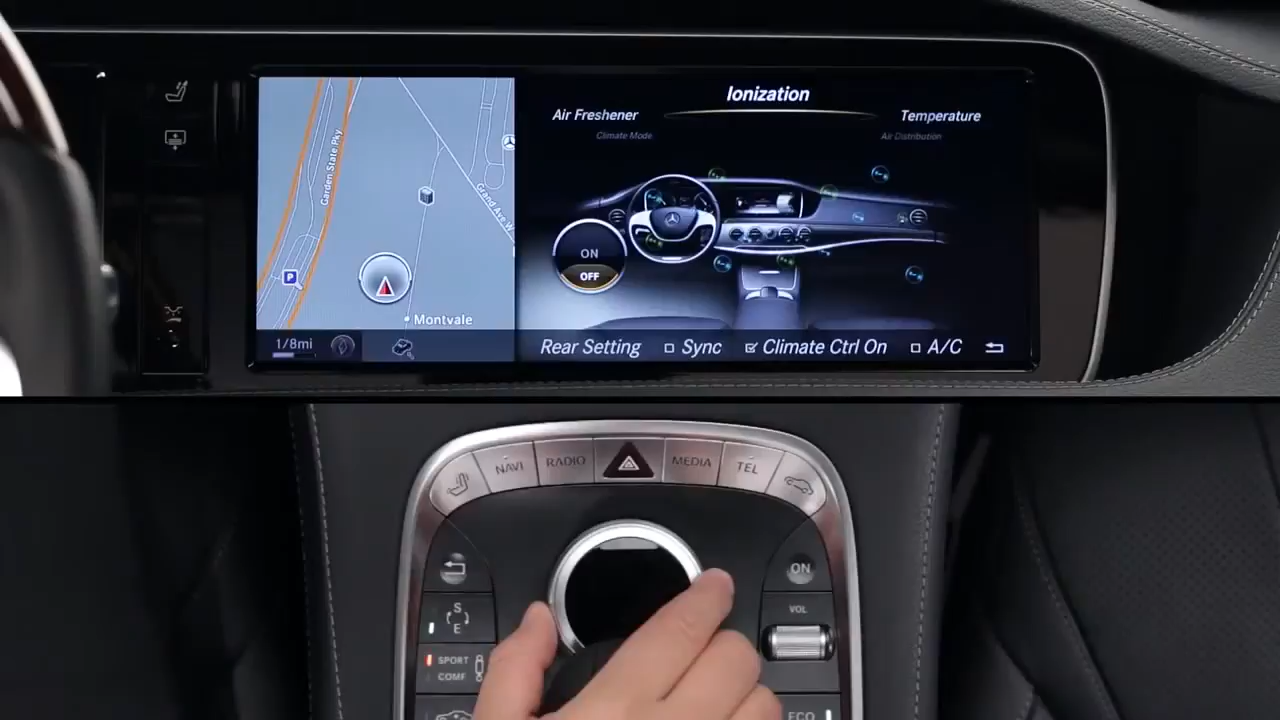 Ionization
Air Freshener
Temperature
Climate Mode
Air Distribution
Garden State Pky
Grand Ave W
P
ON
OFF
Montvale
1/8mi
Rear Setting
Sync
Climate Ctrl On
A/C
NAVI
RADIO
MEDIA
TEL
ON
S
E
VOL
SPORT
COMF
ECO